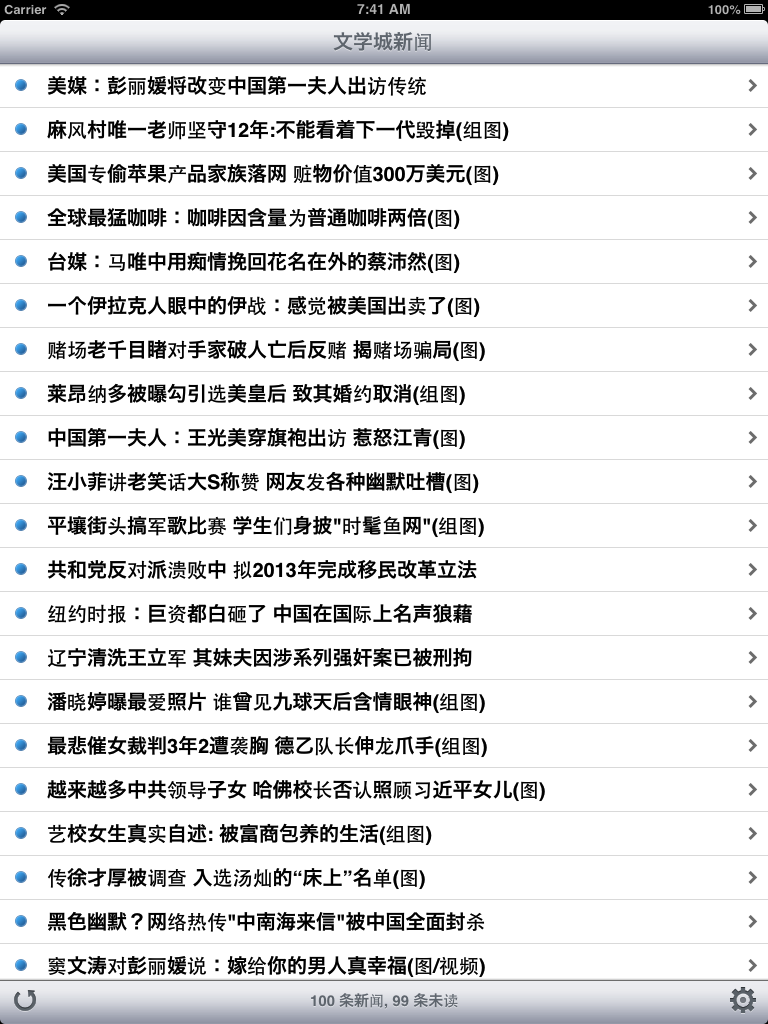 Carrier 7:41 AM 100%
文学城新闻
美媒：彭丽媛将改变中国第一夫人出访传统
麻风村唯一老师坚守12年:不能看着下一代毁掉(组图)
美国专偷苹果产品家族落网 赃物价值300万美元(图)
全球最猛咖啡：咖啡因含量为普通咖啡两倍(图)
台媒：马唯中用痴情挽回花名在外的蔡沛然(图)
一个伊拉克人眼中的伊战：感觉被美国出卖了(图)
赌场老千目睹对手家破人亡后反赌 揭赌场骗局(图)
莱昂纳多被曝勾引选美皇后 致其婚约取消(组图)
中国第一夫人：王光美穿旗袍出访 惹怒江青(图)
汪小菲讲老笑话大S称赞 网友发各种幽默吐槽(图)
平壤街头搞军歌比赛 学生们身披"时髦鱼网"(组图)
共和党反对派溃败中 拟2013年完成移民改革立法
纽约时报：巨资都白砸了 中国在国际上名声狼藉
辽宁清洗王立军 其妹夫因涉系列强奸案已被刑拘
潘晓婷曝最爱照片 谁曾见九球天后含情眼神(组图)
最悲催女裁判3年2遭袭胸 德乙队长伸龙爪手(组图)
越来越多中共领导子女 哈佛校长否认照顾习近平女儿(图)
艺校女生真实自述: 被富商包养的生活(组图)
传徐才厚被调查 入选汤灿的“床上”名单(图)
黑色幽默？网络热传"中南海来信"被中国全面封杀
窦文涛对彭丽媛说：嫁给你的男人真幸福(图/视频)
100 条新闻, 99 条未读